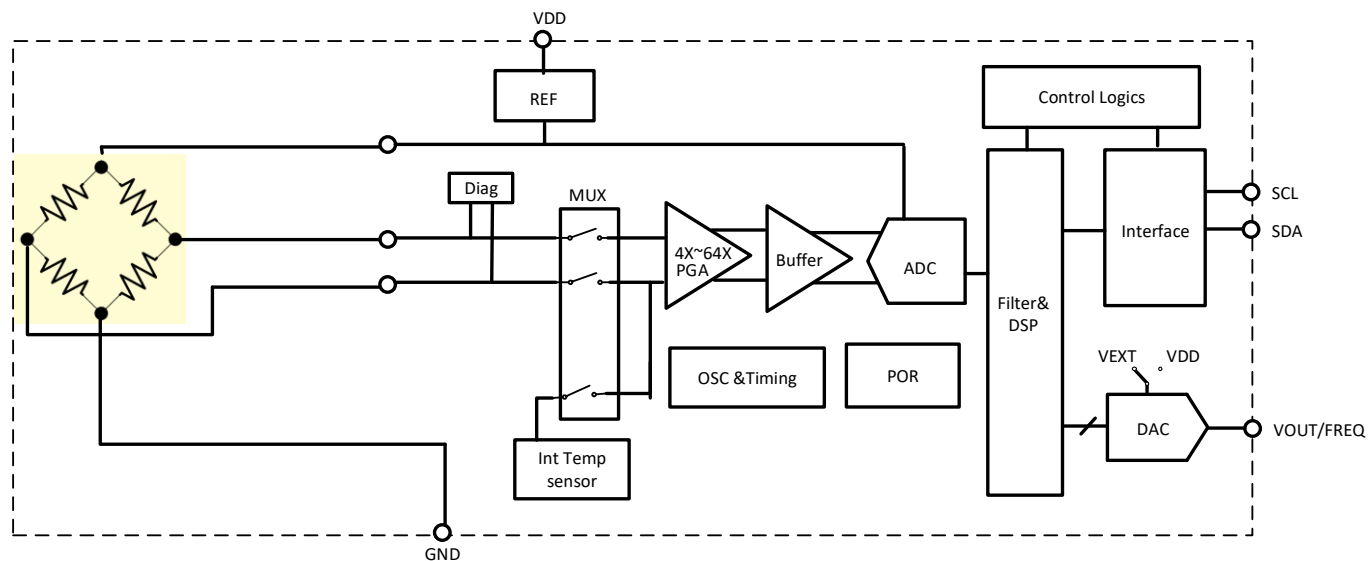 VDD
REF
Control Logics
Diag
MUX
SCL
4X~64X
PGA
Buffer
ADC
Interface
SDA
Filter&
DSP
VEXT
VDD
OSC &Timing
POR
DAC
VOUT/FREQ
Int Temp
sensor
GND